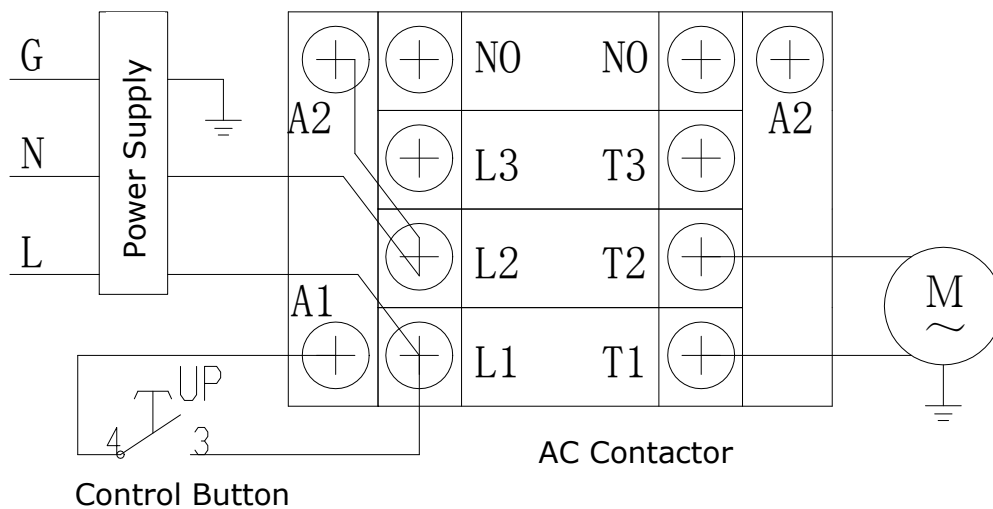 G
N
L
Power Supply
A2
NO NO
A2
L3 T3
L2 T2
A1
L1 T1
M
~
UP
4 3
AC Contactor
Control Button